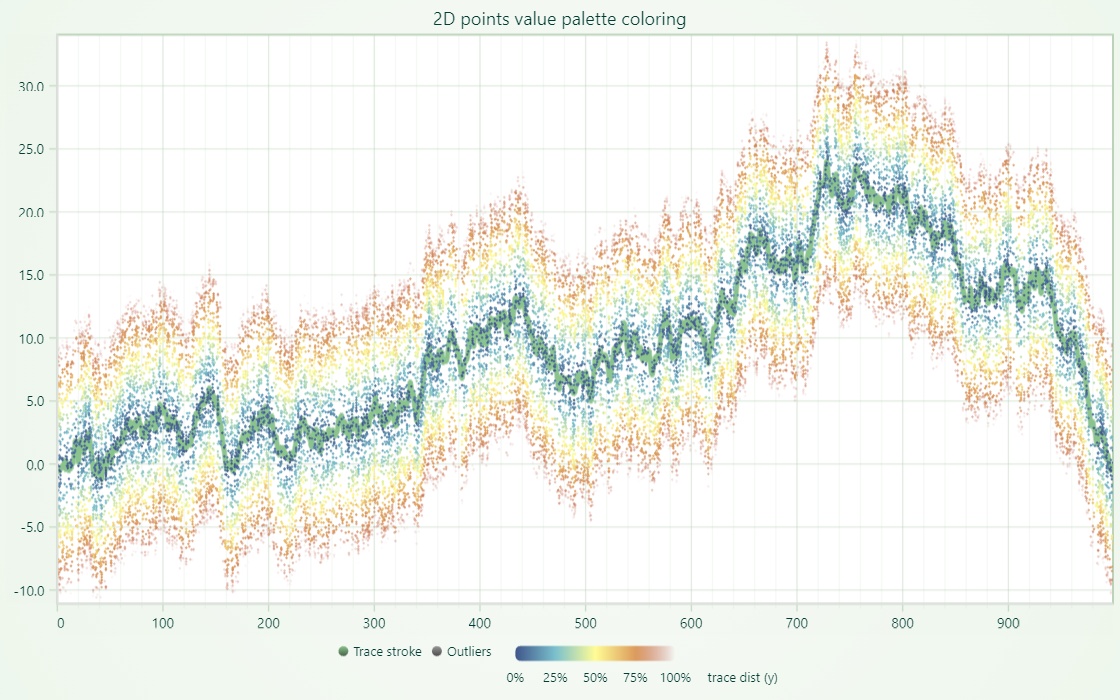 2D points value palette coloring
30.0
25.0
20.0
15.0
10.0
5.0
0.0
-5.0
-10.0
0 100 200 300 400 500 600 700 800 900
Trace stroke Outliers
0% 25% 50% 75% 100% trace dist (y)